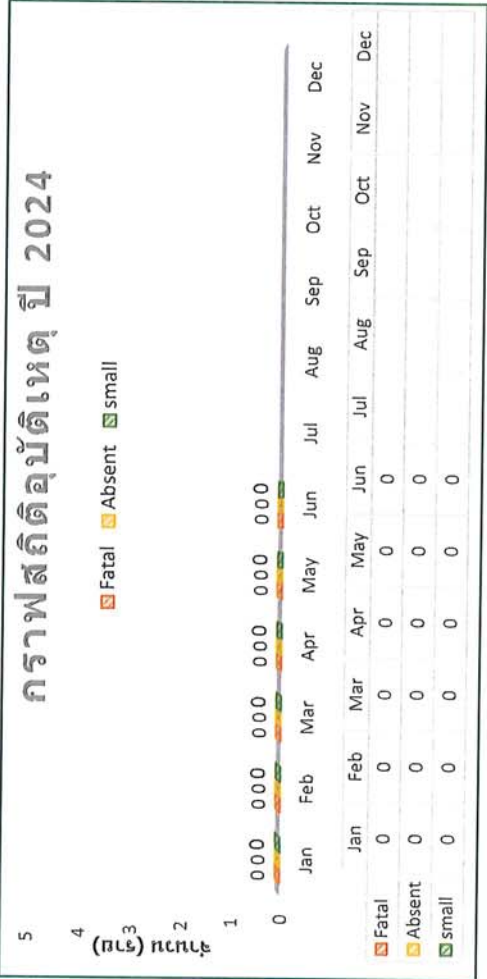 กราฟสถิติอุบัติเหตุ ปี 2024
Fatal Absent small
จำนวน (ราย)
5
4
3
2
1
0
0 0 0 0 0 0 0 0 0 0 0 0 0 0 0 0 0 0
Jan Feb Mar Apr May Jun Jul Aug Sep Oct Nov Dec
Jan Feb Mar Apr May Jun Jul Aug Sep Oct Nov Dec
Fatal 0 0 0 0 0 0
Absent 0 0 0 0 0 0
small 0 0 0 0 0 0